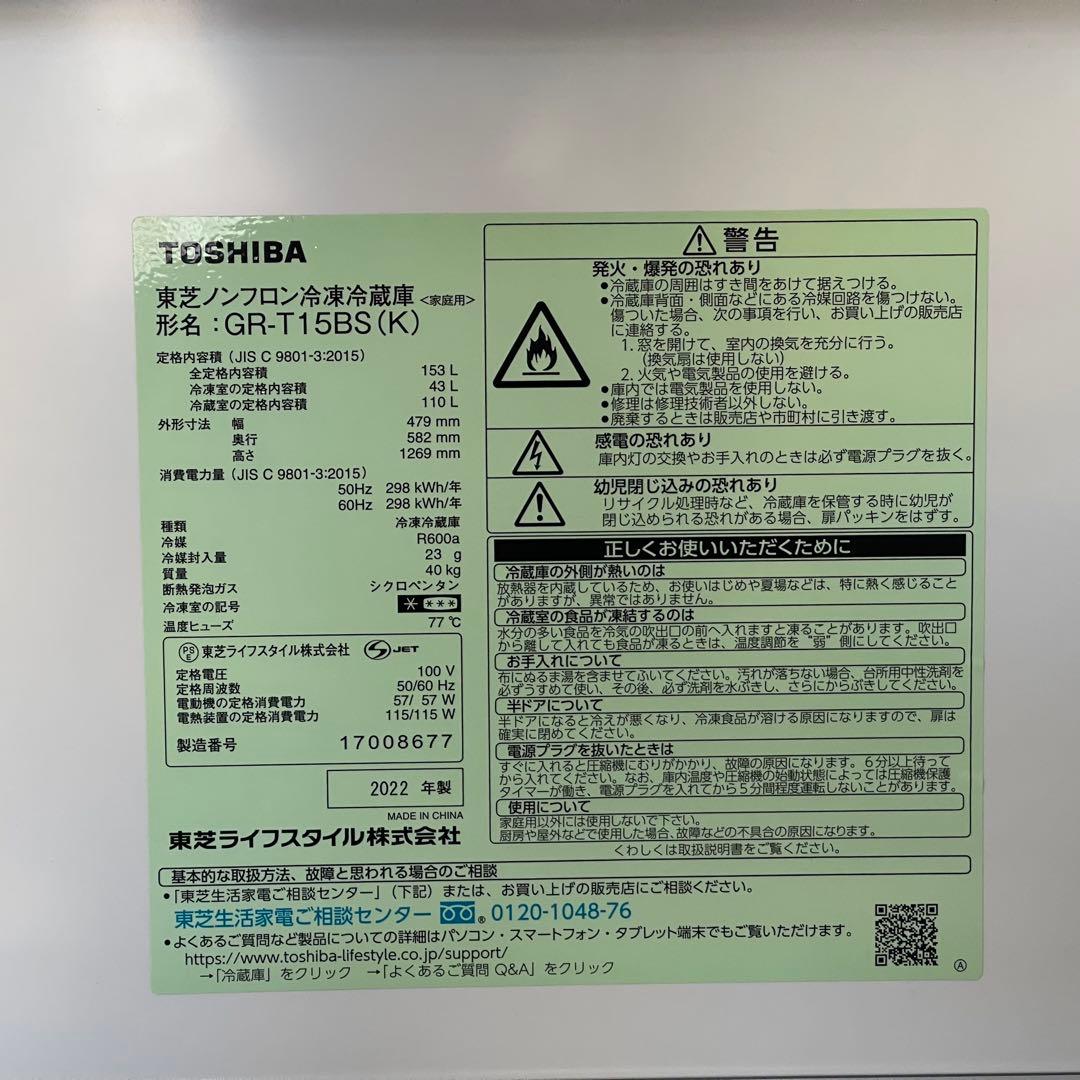 TOSHIBA
東芝ノンフロン冷凍冷蔵庫 <家庭用>
形名：GR-T15BS(K)
定格内容積 (JIS C 9801-3:2015)
全定格内容積 153 L
冷凍室の定格内容積 43 L
冷蔵室の定格内容積 110 L
外形寸法 幅 479 mm
奥行 582 mm
高さ 1269 mm
消費電力量 (JIS C 9801-3:2015)
50Hz 298 kWh/年
60Hz 298 kWh/年
種類 冷凍冷蔵庫
冷媒 R600a
冷媒封入量 23 g
質量 40 kg
断熱発泡ガス シクロペンタン
冷凍室の記号 * ***
温度ヒューズ 77 ℃
PSE 東芝ライフスタイル株式会社 JET
定格電圧 100 V
定格周波数 50/60 Hz
電動機の定格消費電力 57/ 57 W
電熱装置の定格消費電力 115/115 W
製造番号 17008677
2022 年製
MADE IN CHINA
東芝ライフスタイル株式会社
警告
発火・爆発の恐れあり
●冷蔵庫の周囲はすき間をあけて据えつける。
●冷蔵庫背面・側面などにある冷媒回路を傷つけない。
傷ついた場合、次の事項を行い、お買い上げの販売店
に連絡する。
1. 窓を開けて、室内の換気を充分に行う。
(換気扇は使用しない)
2. 火気や電気製品の使用を避ける。
●庫内では電気製品を使用しない。
●修理は修理技術者以外しない。
●廃棄するときは販売店や市町村に引き渡す。
感電の恐れあり
庫内灯の交換やお手入れのときは必ず電源プラグを抜く。
幼児閉じ込みの恐れあり
リサイクル処理時など、冷蔵庫を保管する時に幼児が
閉じ込められる恐れがある場合、扉パッキンをはずす。
正しくお使いいただくために
冷蔵庫の外側が熱いのは
放熱器を内蔵しているため、お使いはじめや夏場などは、特に熱く感じること
がありますが、異常ではありません。
冷蔵室の食品が凍結するのは
水分の多い食品を冷気の吹出口の前へ入れますと凍ることがあります。吹出口
から離して入れても食品が凍るときは、温度調節を“弱”側にしてください。
お手入れについて
布にぬるま湯を含ませてふいてください。汚れが落ちない場合、台所用中性洗剤を
必ずうすめて使い、その後、必ず洗剤を水ぶきし、さらにからぶきしてください。
半ドアについて
半ドアになると冷えが悪くなり、冷凍食品が溶ける原因になりますので、扉は
確実に閉めてください。
電源プラグを抜いたときは
すぐに入れると圧縮機にむりがかかり、故障の原因になります。６分以上待って
から入れてください。なお、庫内温度や圧縮機の始動状態によっては圧縮機保護
タイマーが働き、電源プラグを入れてから５分間程度運転しないことがあります。
使用について
家庭用以外には使用しないで下さい。
厨房や屋外などで使用した場合、故障などの不具合の原因になります。
くわしくは取扱説明書をご覧ください。
基本的な取扱方法、故障と思われる場合のご相談
●「東芝生活家電ご相談センター」（下記）または、お買い上げの販売店にご相談ください。
東芝生活家電ご相談センター ® 0120-1048-76
●よくあるご質問など製品についての詳細はパソコン・スマートフォン・タブレット端末でもご覧いただけます。
https://www.toshiba-lifestyle.co.jp/support/
→「冷蔵庫」をクリック →「よくあるご質問 Q&A」をクリック
A